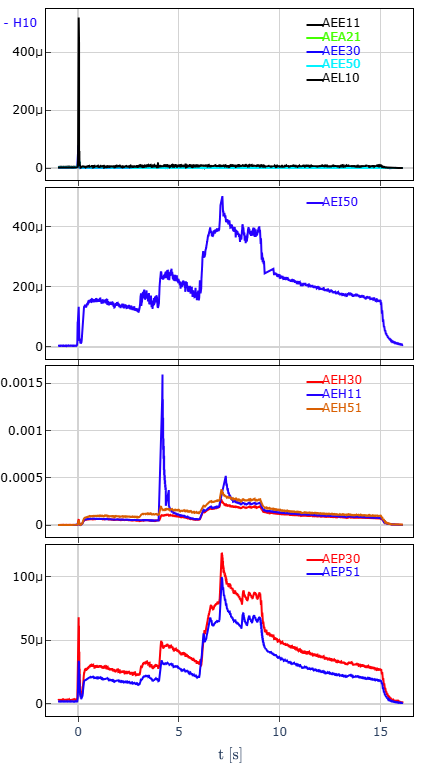 - H10
AEE11
AEA21
AEE30
AEE50
AEL10
400μ
200μ
0
AEI50
400μ
200μ
0
AEH30
AEH11
AEH51
0.0015
0.001
0.0005
0
AEP30
AEP51
100μ
50μ
0
0 5 10 15
t [s]